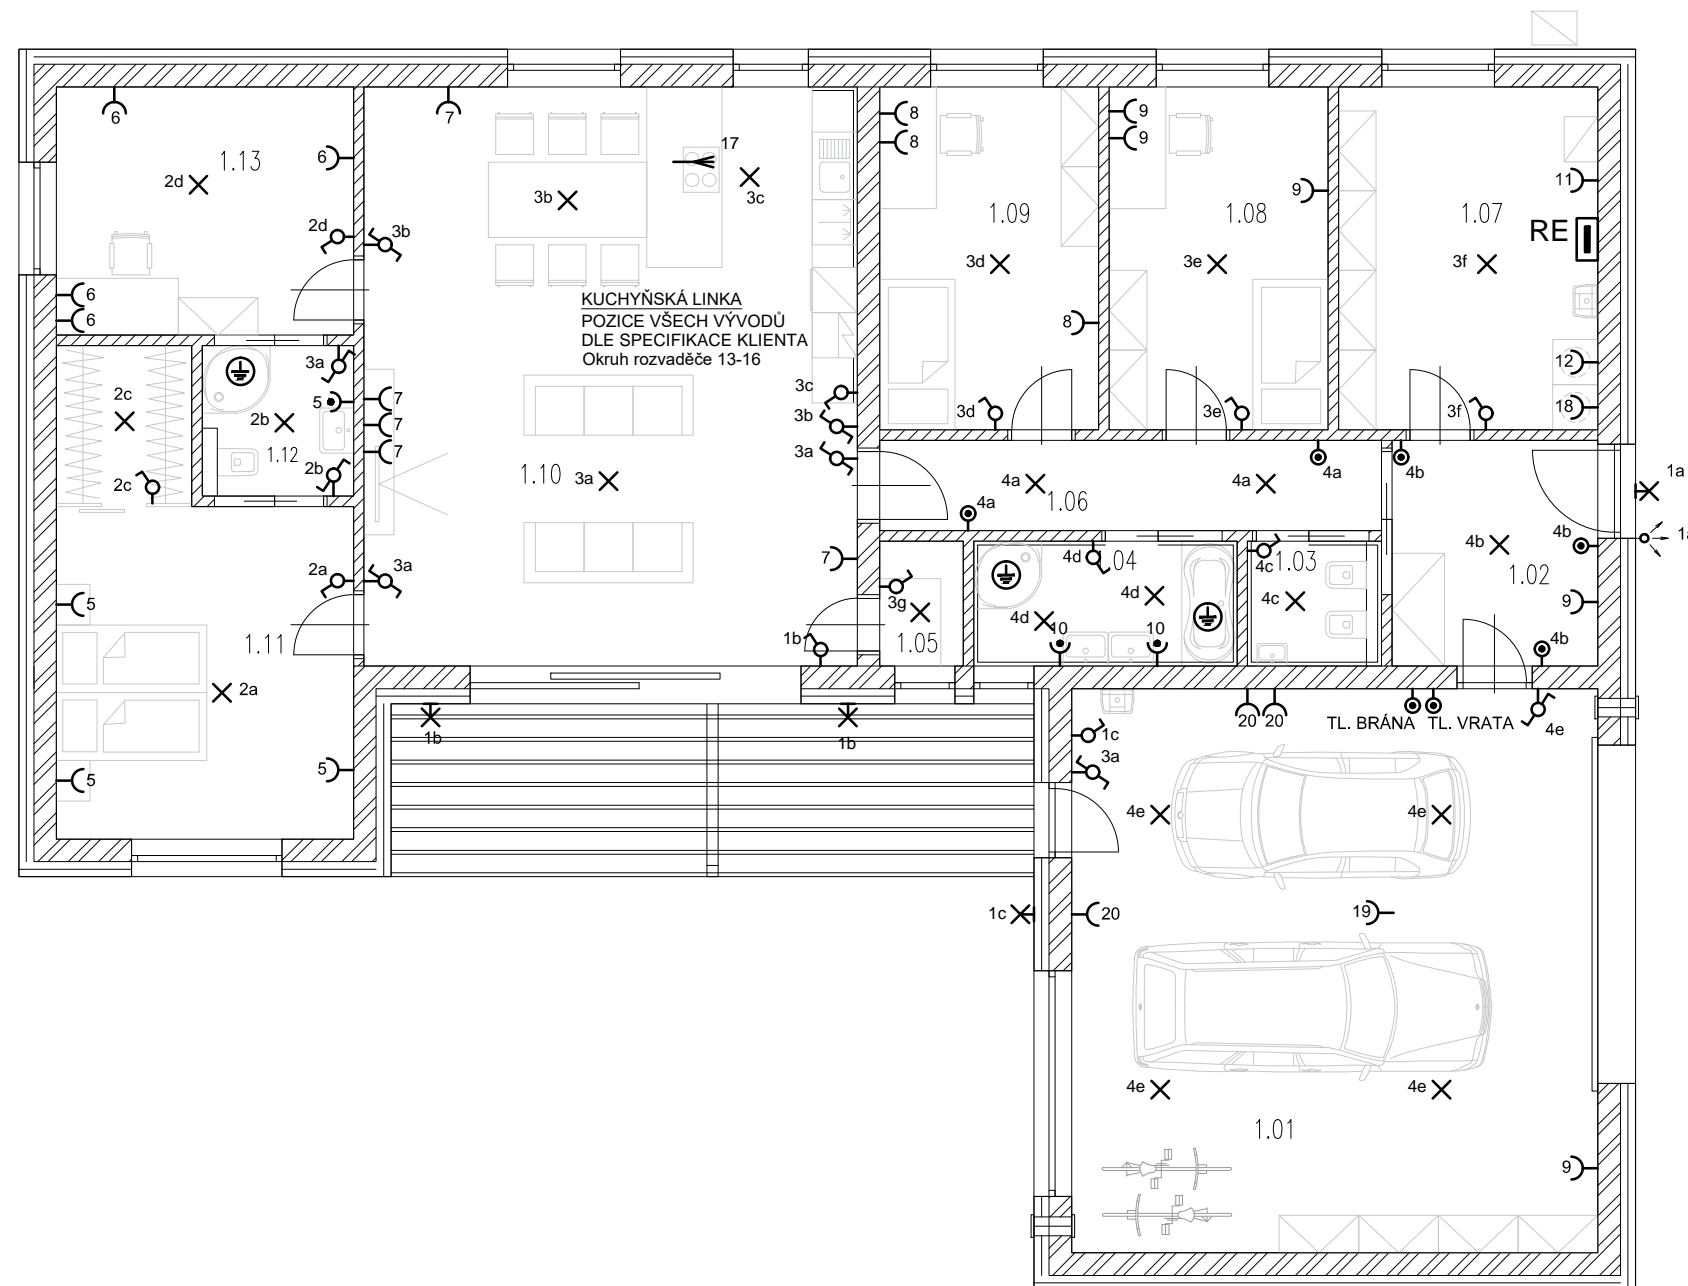 6
7
8
8
9
9
17
1.13
2d
6
3b
3c
9
11
1.09
1.08
1.07
RE
2d
3b
3d
3e
3f
6
6
KUCHYŇSKÁ LINKA
POZICE VŠECH VÝVODŮ
DLE SPECIFIKACE KLIENTA
Okruh rozvaděče 13-16
8
3a
12
2c
5
7
3c
2b
7
3b
3d
3e
3f
18
1.12
7
3a
2b
2c
1.10
3a
4a
4a
4a
4b
1a
1.06
4a
4b
4b
7
4d
1.04
4c
1.03
1.02
2a
3a
5
3g
4d
4c
9
1.11
1b
1.05
4d
10
10
4b
2a
1b
1b
20
20
TL. BRÁNA
TL. VRATA
4e
1c
3a
5
5
4e
4e
1c
20
19
4e
4e
1.01
9